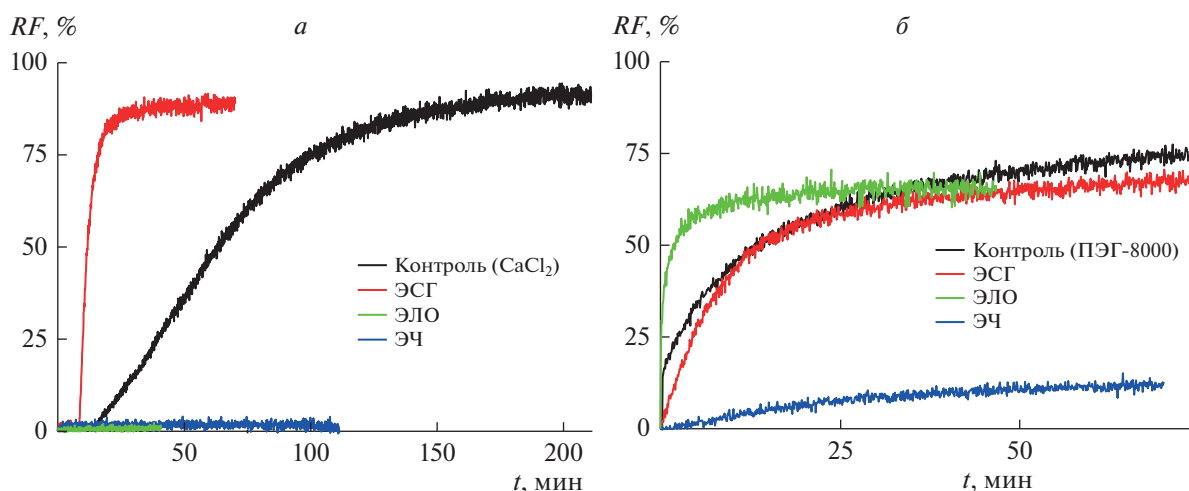 RF, %
а
100
75
50
25
0
50
100
150
200
t, мин
Контроль (CaCl₂)
ЭСГ
ЭЛО
ЭЧ
RF, %
б
100
75
50
25
0
25
50
t, мин
Контроль (ПЭГ-8000)
ЭСГ
ЭЛО
ЭЧ